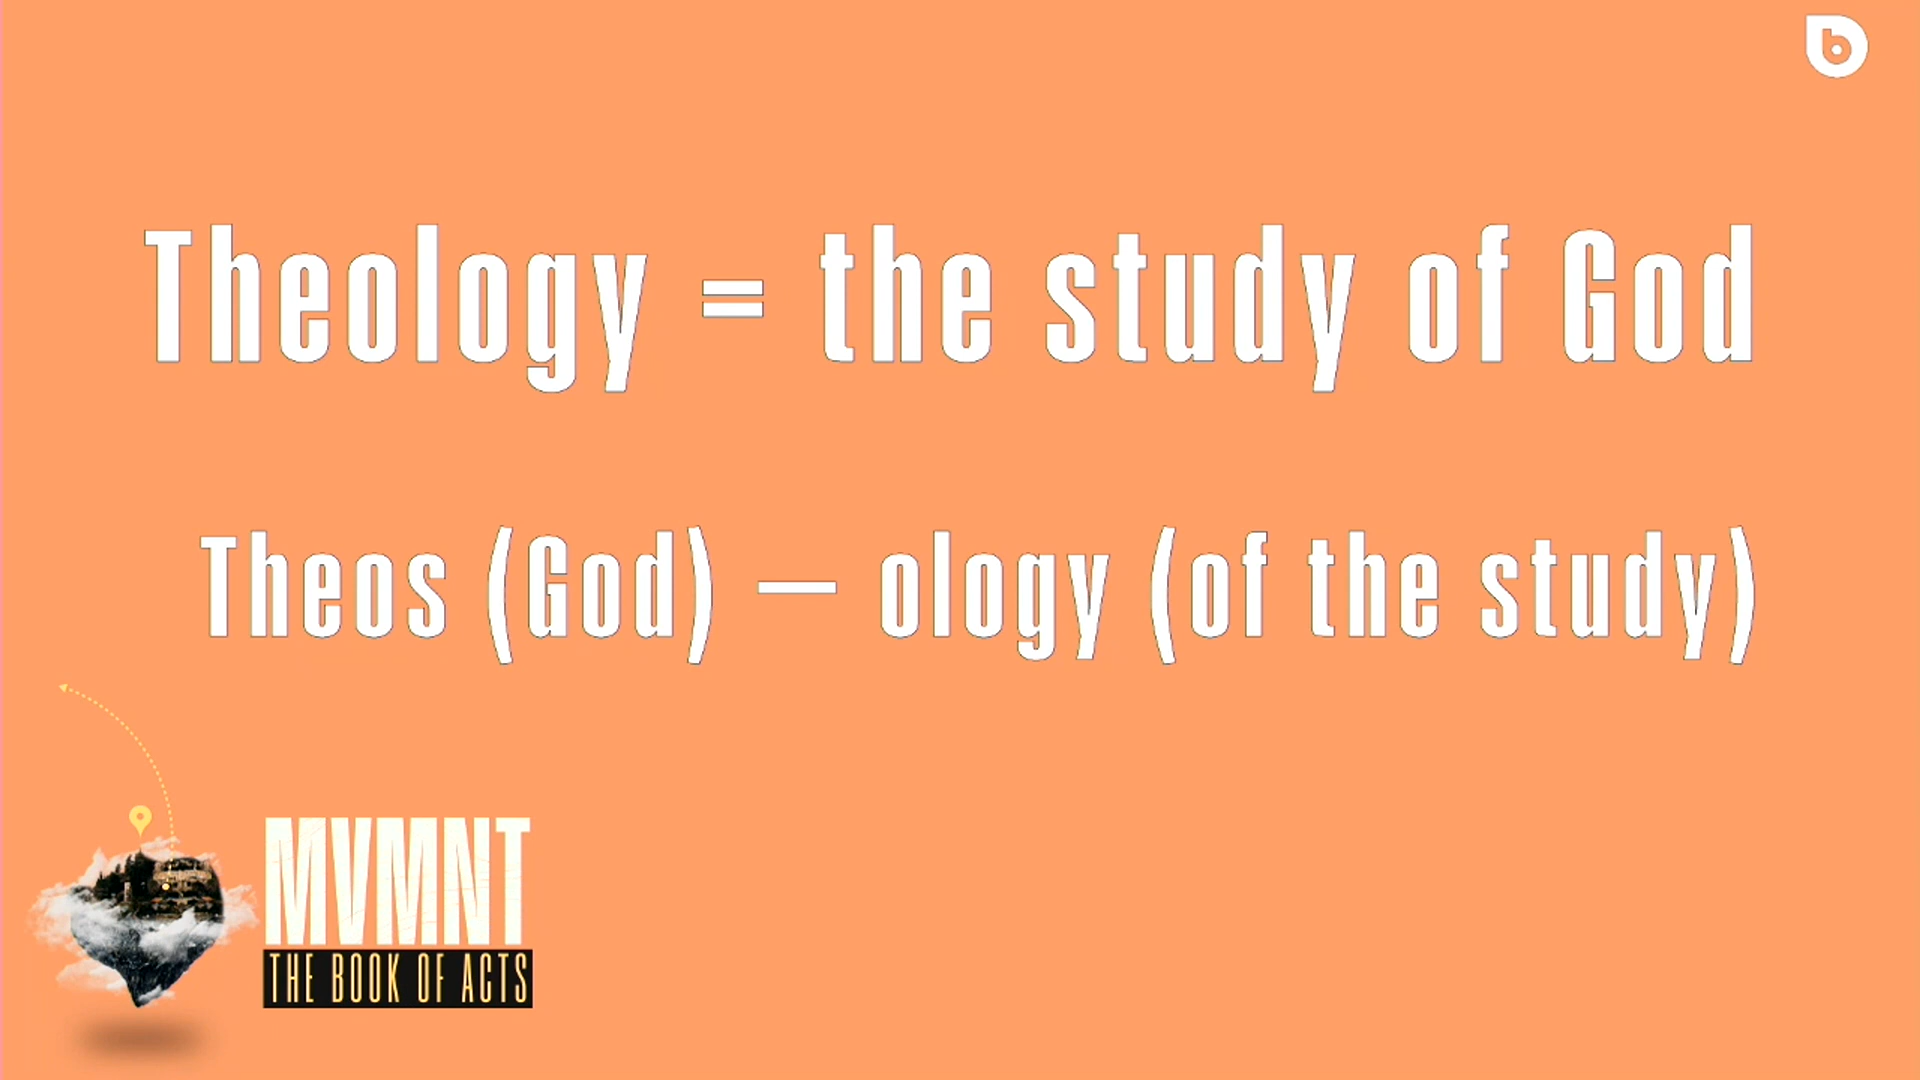 b
Theology = the study of God
Theos (God) — ology (of the study)
MVMNT
THE BOOK OF ACTS